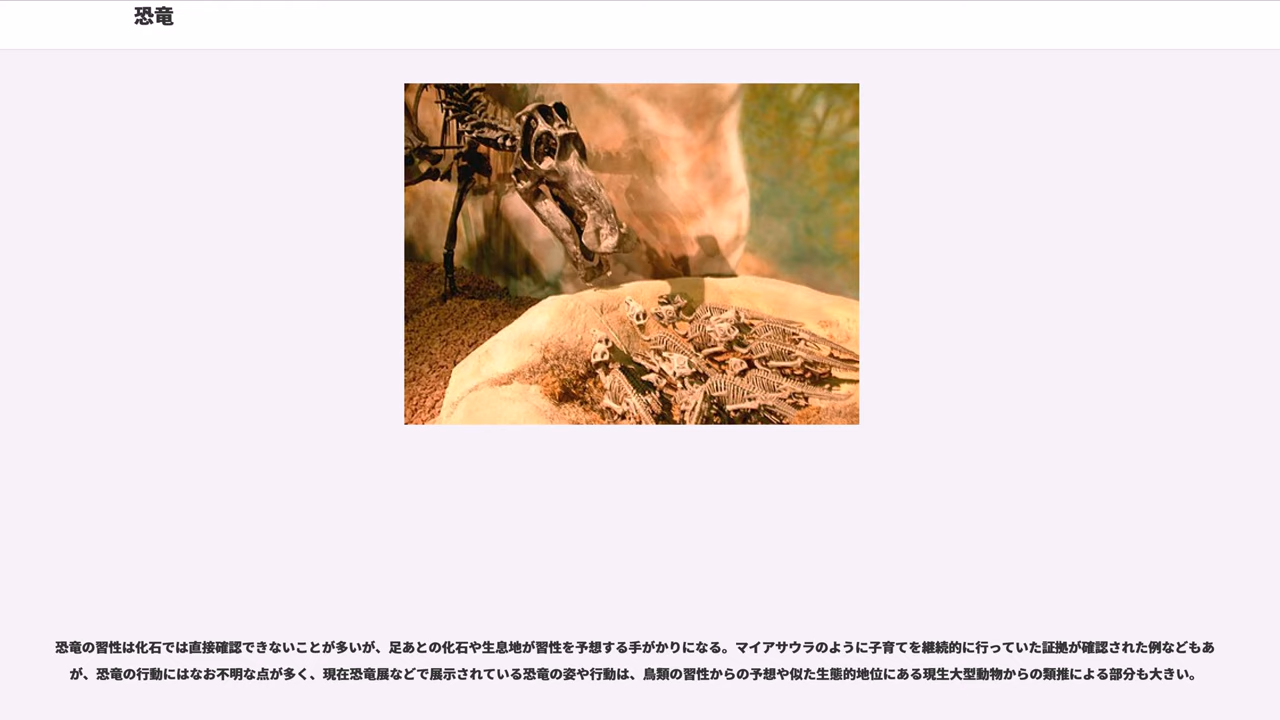 恐竜
恐竜の習性は化石では直接確認できないことが多いが、足あとの化石や生息地が習性を予想する手がかりになる。マイアサウラのように子育てを継続的に行っていた証拠が確認された例などもあ
が、恐竜の行動にはなお不明な点が多く、現在恐竜展などで展示されている恐竜の姿や行動は、鳥類の習性からの予想や似た生態的地位にある現生大型動物からの類推による部分も大きい。